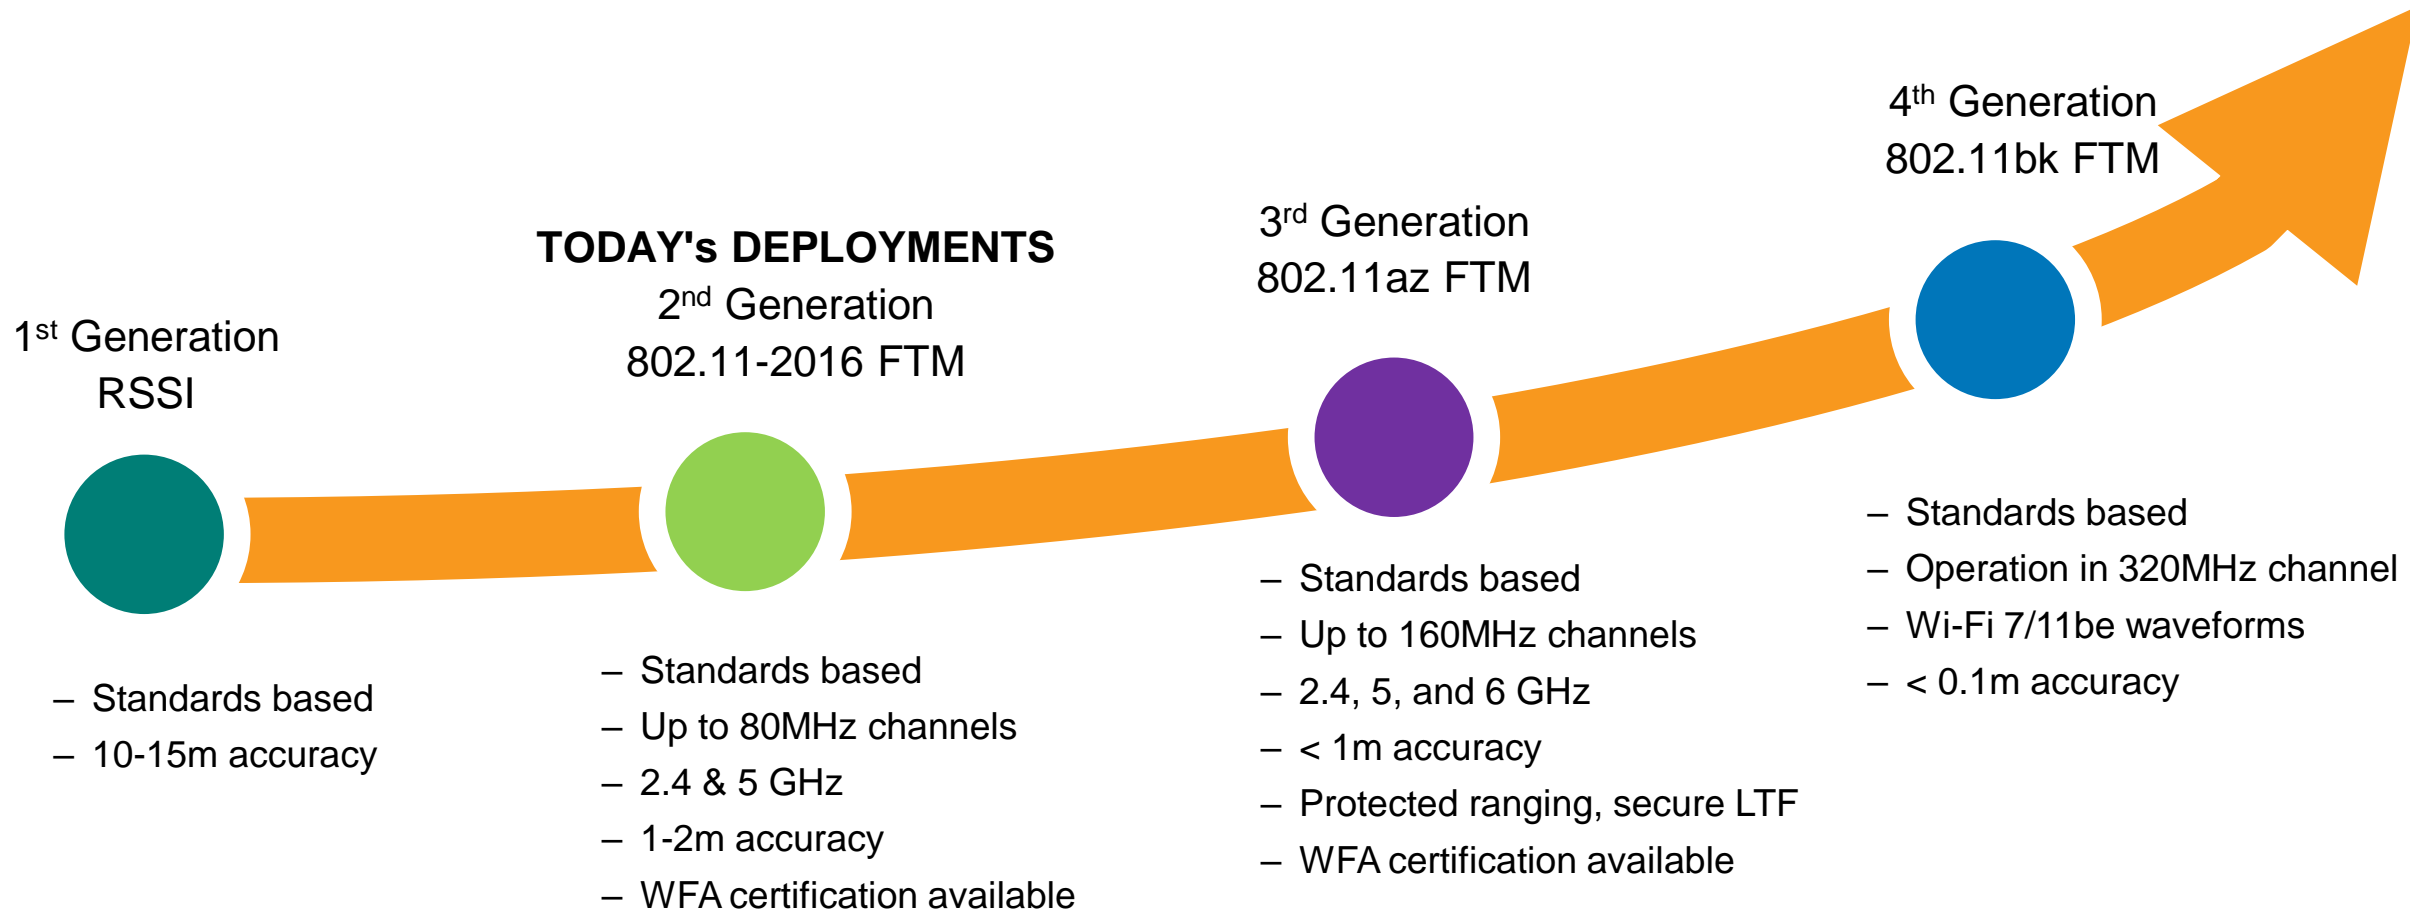 1st Generation
RSSI
– Standards based
– 10-15m accuracy
TODAY's DEPLOYMENTS
2nd Generation
802.11-2016 FTM
– Standards based
– Up to 80MHz channels
– 2.4 & 5 GHz
– 1-2m accuracy
– WFA certification available
3rd Generation
802.11az FTM
– Standards based
– Up to 160MHz channels
– 2.4, 5, and 6 GHz
– < 1m accuracy
– Protected ranging, secure LTF
– WFA certification available
4th Generation
802.11bk FTM
– Standards based
– Operation in 320MHz channel
– Wi-Fi 7/11be waveforms
– < 0.1m accuracy